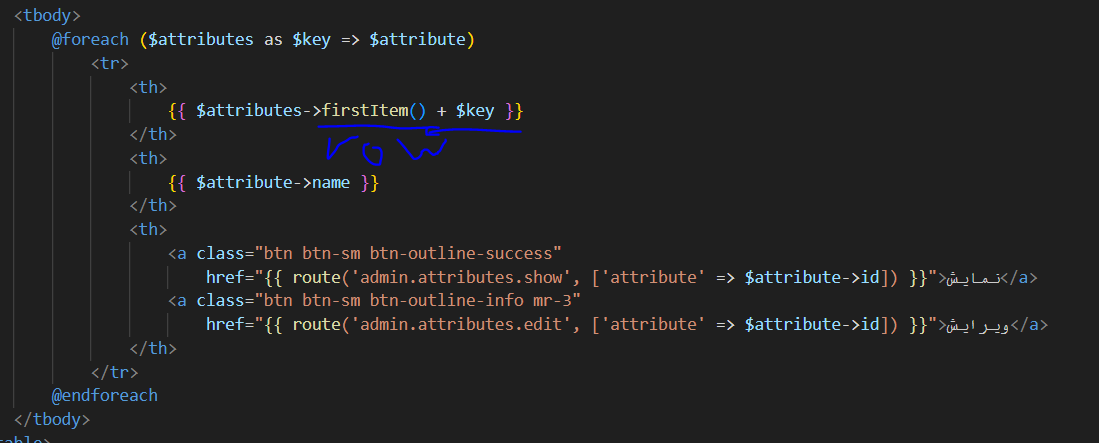 <tbody>
@foreach ($attributes as $key => $attribute)
<tr>
<th>
{{ $attributes->firstItem() + $key }}
row
</th>
<th>
{{ $attribute->name }}
</th>
<th>
<a class="btn btn-sm btn-outline-success"
href="{{ route('admin.attributes.show', ['attribute' => $attribute->id]) }}">نمایش</a>
<a class="btn btn-sm btn-outline-info mr-3"
href="{{ route('admin.attributes.edit', ['attribute' => $attribute->id]) }}">ویرایش</a>
</th>
</tr>
@endforeach
</tbody>